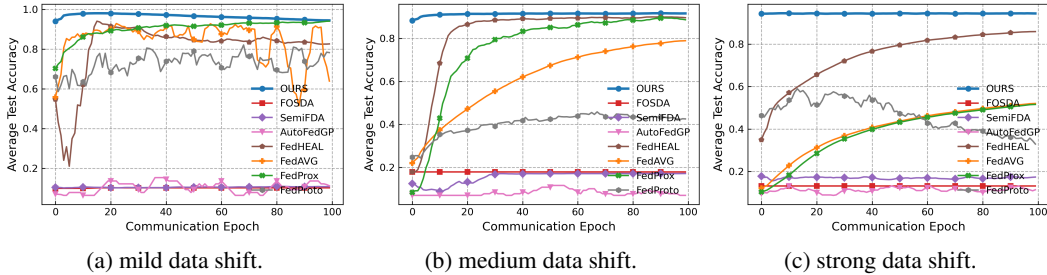 Average Test Accuracy
1.0
0.8
0.6
0.4
0.2
0
20
40
60
80
100
Communication Epoch
OURS
FOSDA
SemiFDA
AutoFedGP
FedHEAL
FedAVG
FedProx
FedProto
(a) mild data shift.
Average Test Accuracy
0.8
0.6
0.4
0.2
0
20
40
60
80
100
Communication Epoch
OURS
FOSDA
SemiFDA
AutoFedGP
FedHEAL
FedAVG
FedProx
FedProto
(b) medium data shift.
Average Test Accuracy
0.8
0.6
0.4
0.2
0
20
40
60
80
100
Communication Epoch
OURS
FOSDA
SemiFDA
AutoFedGP
FedHEAL
FedAVG
FedProx
FedProto
(c) strong data shift.